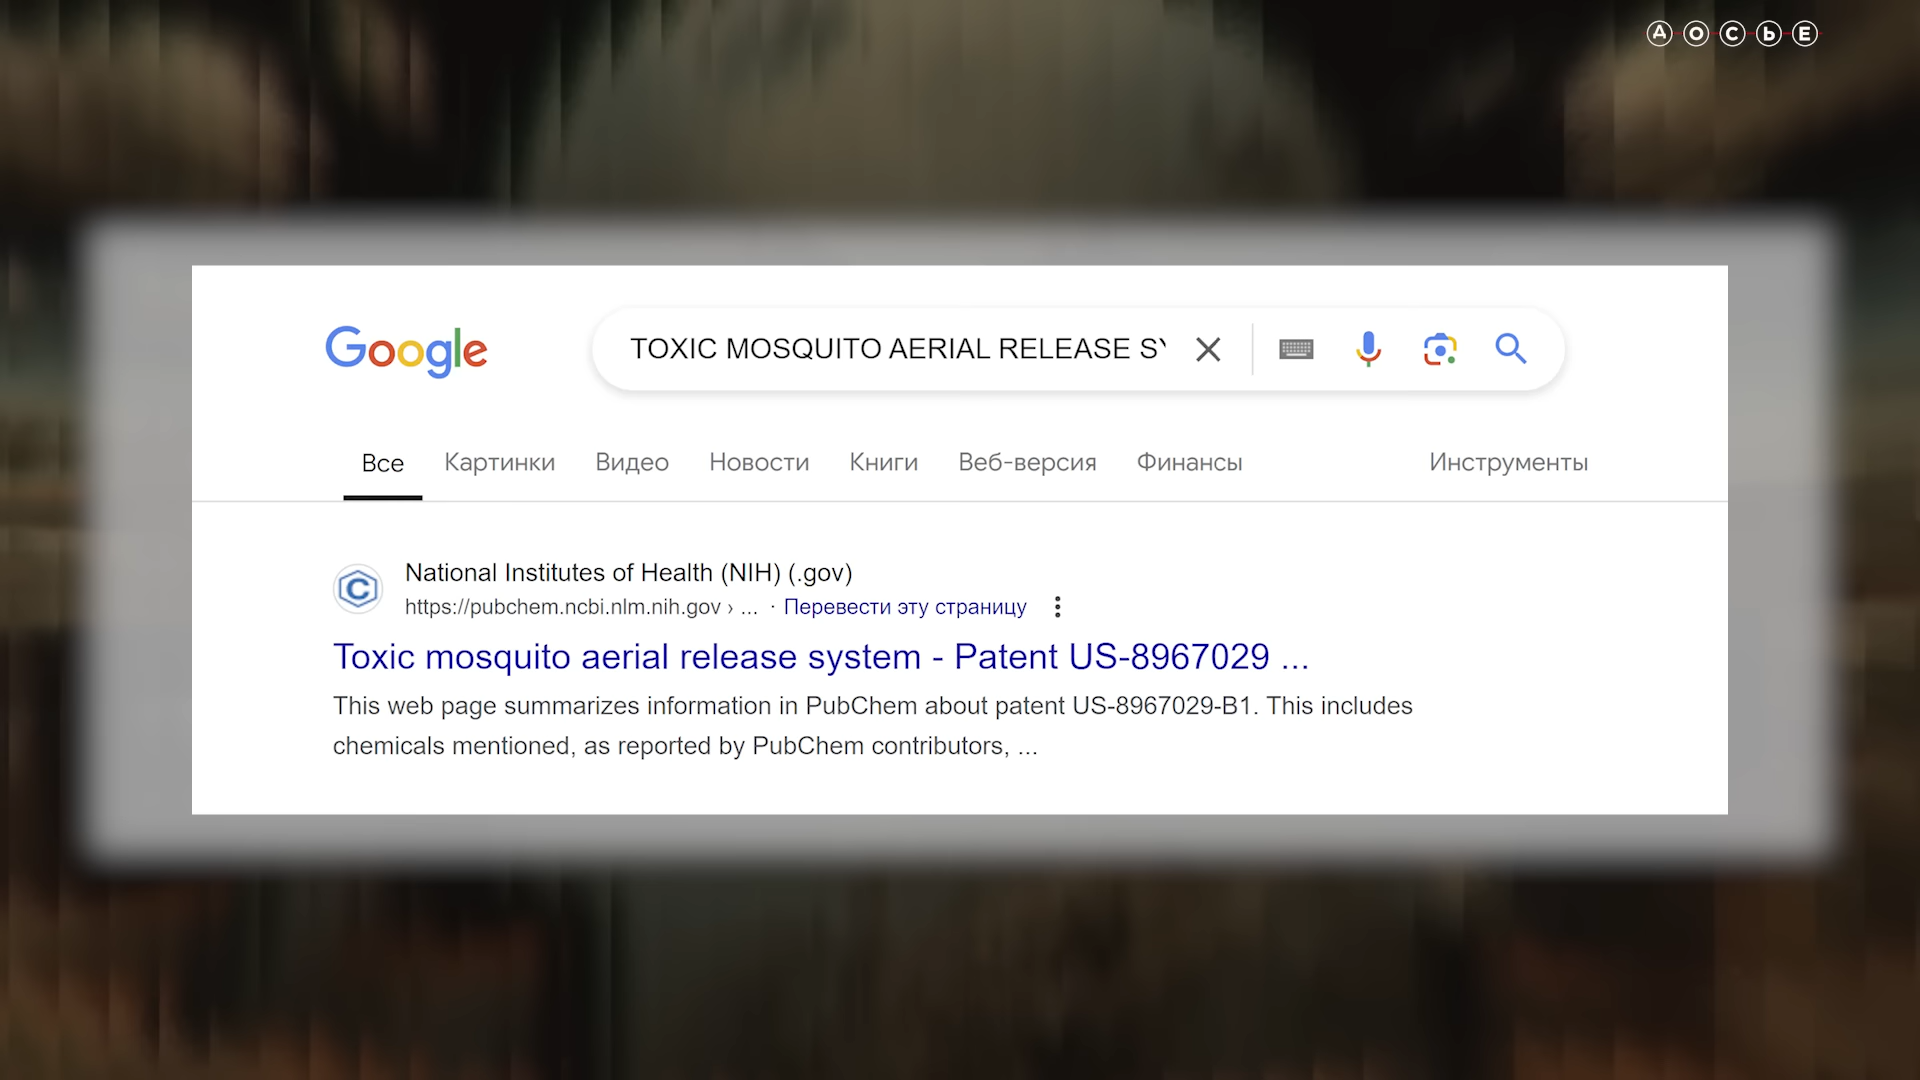 АОСЬЕ
Google
TOXIC MOSQUITO AERIAL RELEASE SY
Все Картинки Видео Новости Книги Веб-версия Финансы Инструменты
National Institutes of Health (NIH) (.gov)
https://pubchem.ncbi.nlm.nih.gov › ... · Перевести эту страницу
Toxic mosquito aerial release system - Patent US-8967029 ...
This web page summarizes information in PubChem about patent US-8967029-B1. This includes
chemicals mentioned, as reported by PubChem contributors, ...